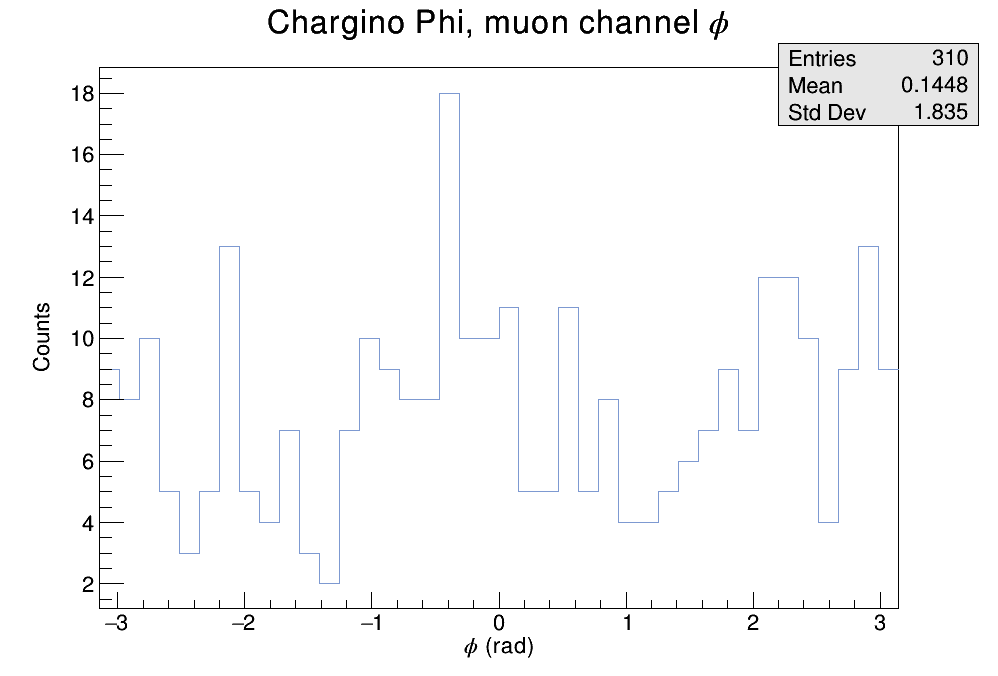 Chargino Phi, muon channel ϕ
Entries 310
Mean 0.1448
Std Dev 1.835
18
16
14
12
10
8
6
4
2
Counts
−3 −2 −1 0 1 2 3
ϕ (rad)